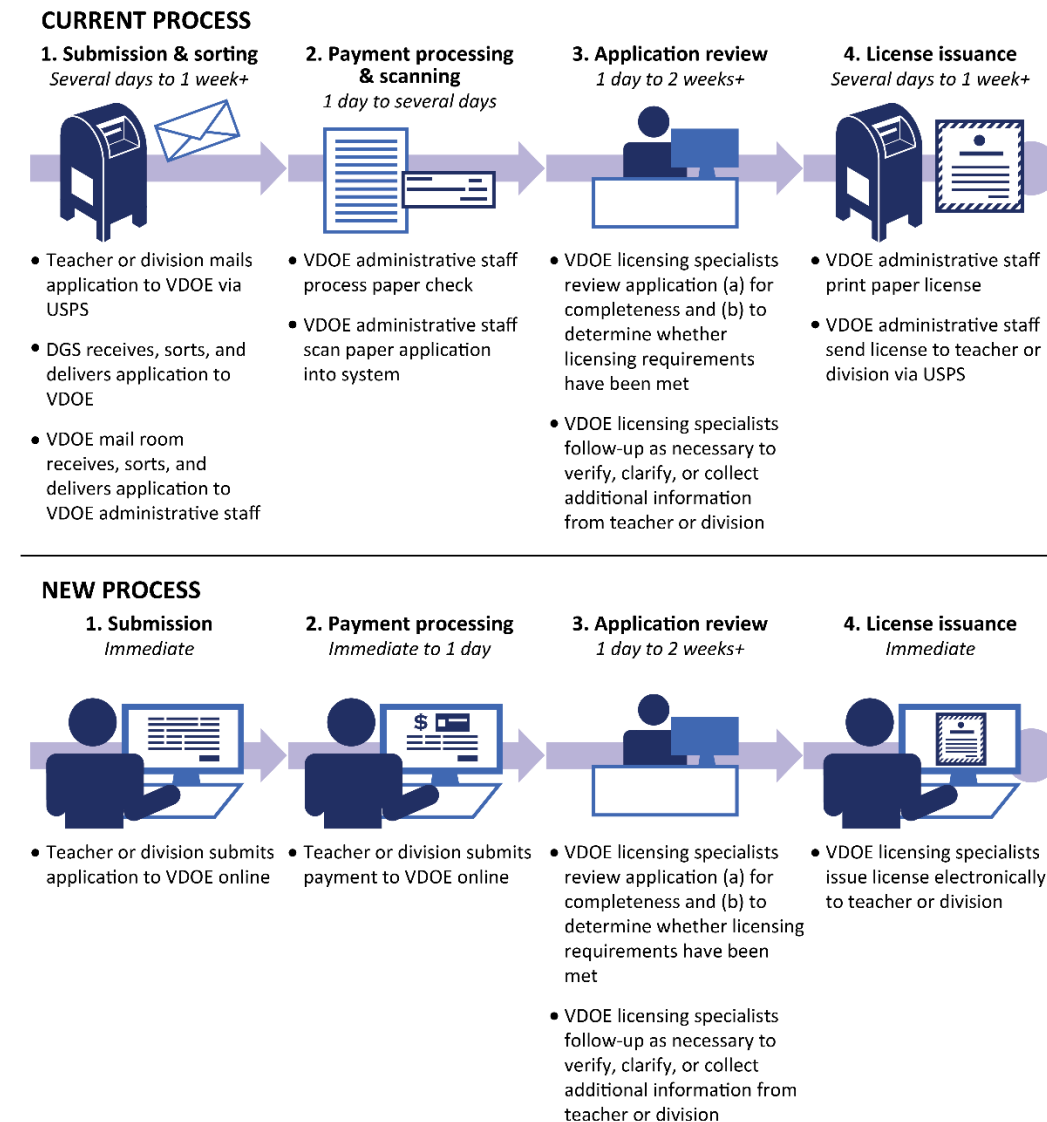 CURRENT PROCESS
1. Submission & sorting
Several days to 1 week+
2. Payment processing
& scanning
1 day to several days
3. Application review
1 day to 2 weeks+
4. License issuance
Several days to 1 week+
• Teacher or division mails
application to VDOE via
USPS
• DGS receives, sorts, and
delivers application to
VDOE
• VDOE mail room
receives, sorts, and
delivers application to
VDOE administrative staff
• VDOE administrative staff
process paper check
• VDOE administrative staff
scan paper application
into system
• VDOE licensing specialists
review application (a) for
completeness and (b) to
determine whether
licensing requirements
have been met
• VDOE licensing specialists
follow-up as necessary to
verify, clarify, or collect
additional information
from teacher or division
• VDOE administrative staff
print paper license
• VDOE administrative staff
send license to teacher or
division via USPS
NEW PROCESS
1. Submission
Immediate
2. Payment processing
Immediate to 1 day
3. Application review
1 day to 2 weeks+
4. License issuance
Immediate
$
• Teacher or division submits
application to VDOE online
• Teacher or division submits
payment to VDOE online
• VDOE licensing specialists
review application (a) for
completeness and (b) to
determine whether licensing
requirements have been
met
• VDOE licensing specialists
follow-up as necessary to
verify, clarify, or collect
additional information from
teacher or division
• VDOE licensing specialists
issue license electronically
to teacher or division